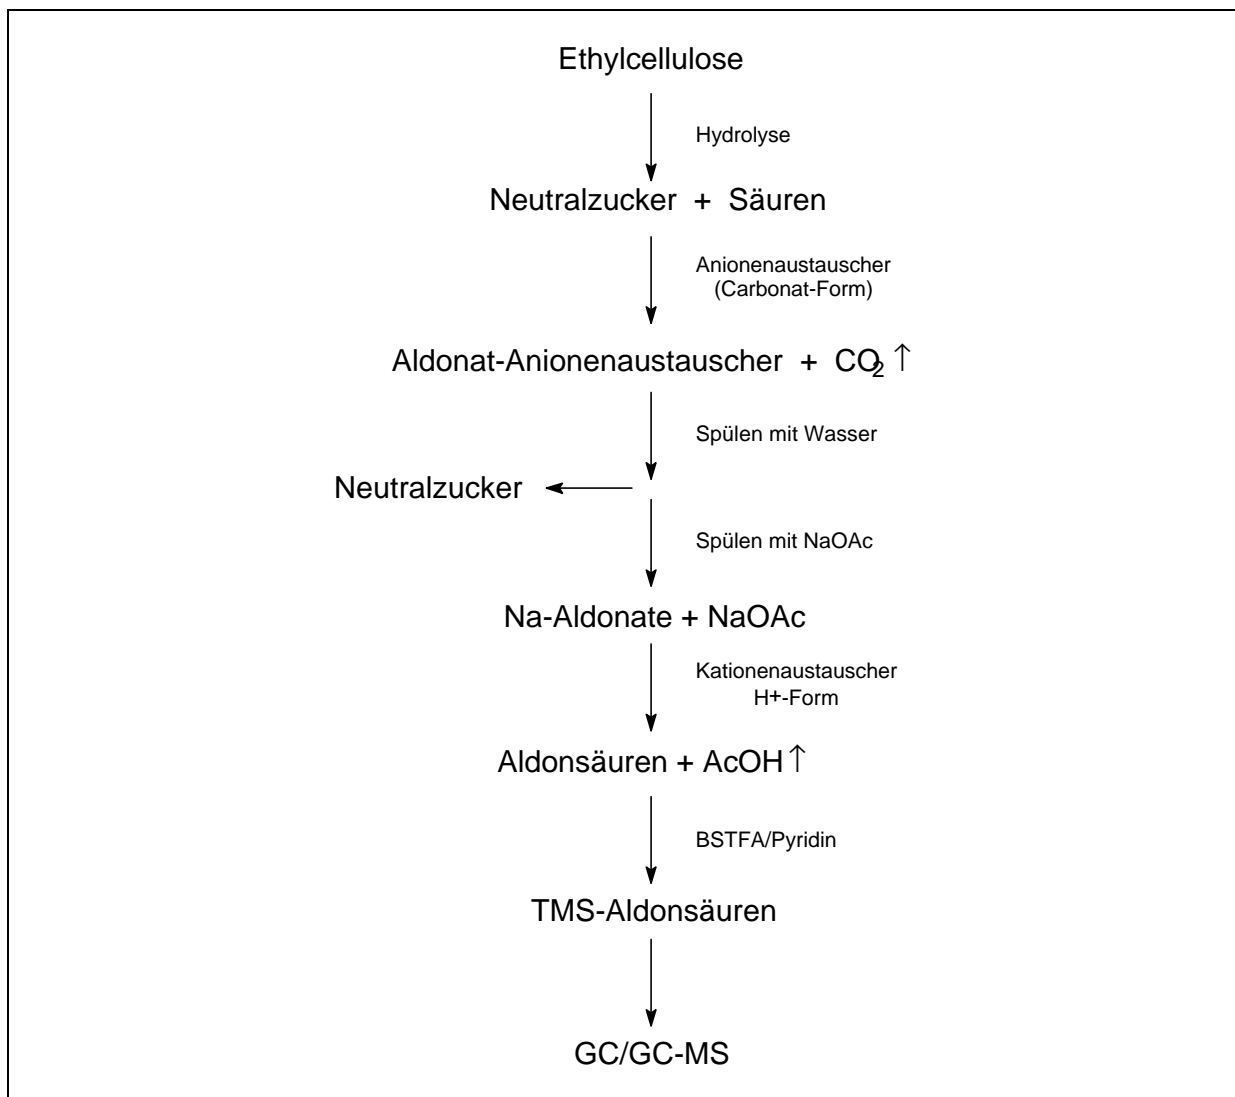 Ethylcellulose
Hydrolyse
Neutralzucker + Säuren
Anionenaustauscher
(Carbonat-Form)
Aldonat-Anionenaustauscher + CO2 ↑
Spülen mit Wasser
Neutralzucker
Spülen mit NaOAc
Na-Aldonate + NaOAc
Kationenaustauscher
H+-Form
Aldonsäuren + AcOH ↑
BSTFA/Pyridin
TMS-Aldonsäuren
GC/GC-MS